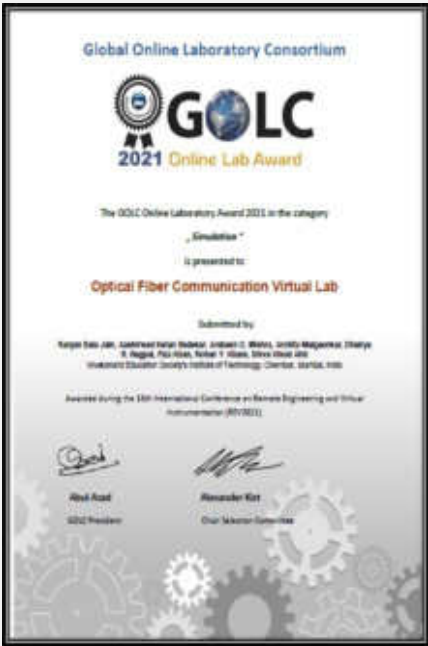 Global Online Laboratory Consortium
GOLC
2021 Online Lab Award
The GOLC Online Laboratory Award 2021 in the category
„ Simulation “
is presented to
Optical Fiber Communication Virtual Lab
Submitted by
Vivekanand Education Society's Institute of Technology, Chembur, Mumbai, India
Awarded during the 18th International Conference on Remote Engineering and Virtual
Instrumentation (REV2021)
Abul Azad
Alexander Kist
GOLC President
Chair Selection Committee